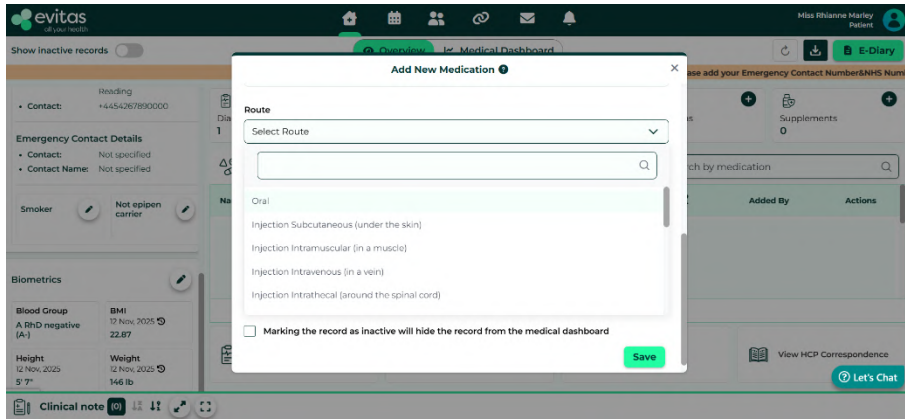 evitas
all your health
Miss Rhianne Marley
Patient
Show inactive records
Overview
Medical Dashboard
E-Diary
Add New Medication
ase add your Emergency Contact Number&NHS Num
Reading
• Contact: +4454267890000
Emergency Contact Details
• Contact: Not specified
• Contact Name: Not specified
Smoker
Not epipen
carrier
Biometrics
Blood Group
A RhD negative
(A-)
BMI
12 Nov, 2025
22.87
Height
12 Nov, 2025
5' 7"
Weight
12 Nov, 2025
146 lb
Dia
1
Na
Route
Select Route
Oral
Injection Subcutaneous (under the skin)
Injection Intramuscular (in a muscle)
Injection Intravenous (in a vein)
Injection Intrathecal (around the spinal cord)
Marking the record as inactive will hide the record from the medical dashboard
Save
ns
Supplements
0
rch by medication
Added By
Actions
View HCP Correspondence
Let's Chat
Clinical note (0)